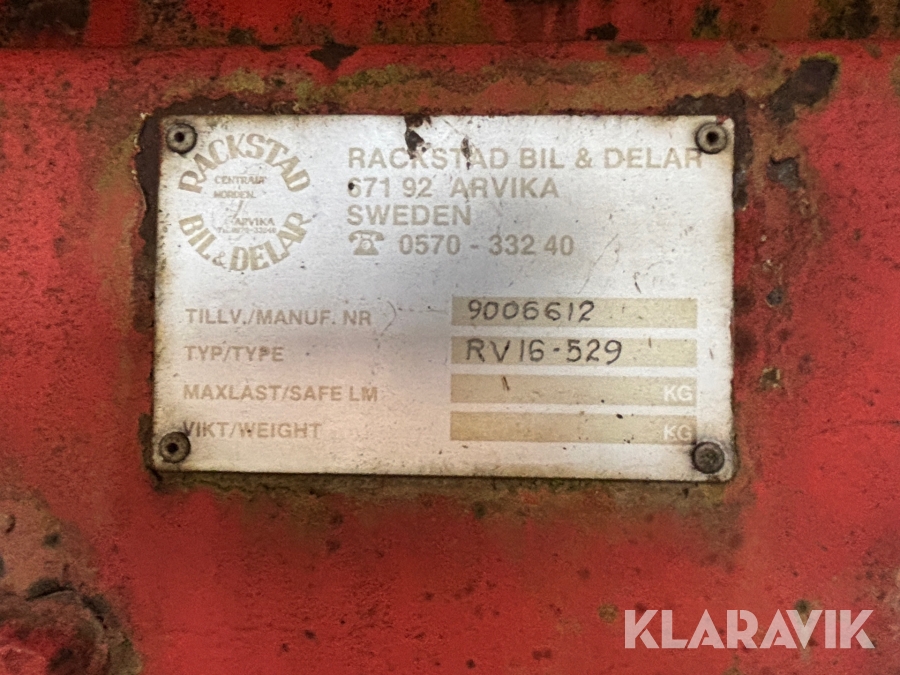 RACKSTAD
CENTRALT
NORDEN.
ARVIKA
BIL & DELAR
RACKSTAD BIL & DELAR
671 92 ARVIKA
SWEDEN
☎ 0570 - 332 40
TILLV./MANUF. NR 9006612
TYP/TYPE RV16-529
MAXLAST/SAFE LM KG
VIKT/WEIGHT KG
KLARAVIK